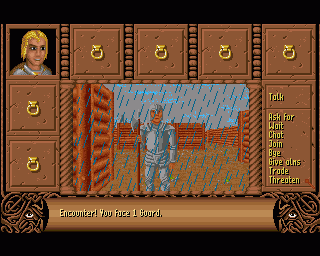 Talk
Ask For
Wait
Chat
Join
Bye
Give alms
Trade
Threaten
Encounter! You face 1 Guard.